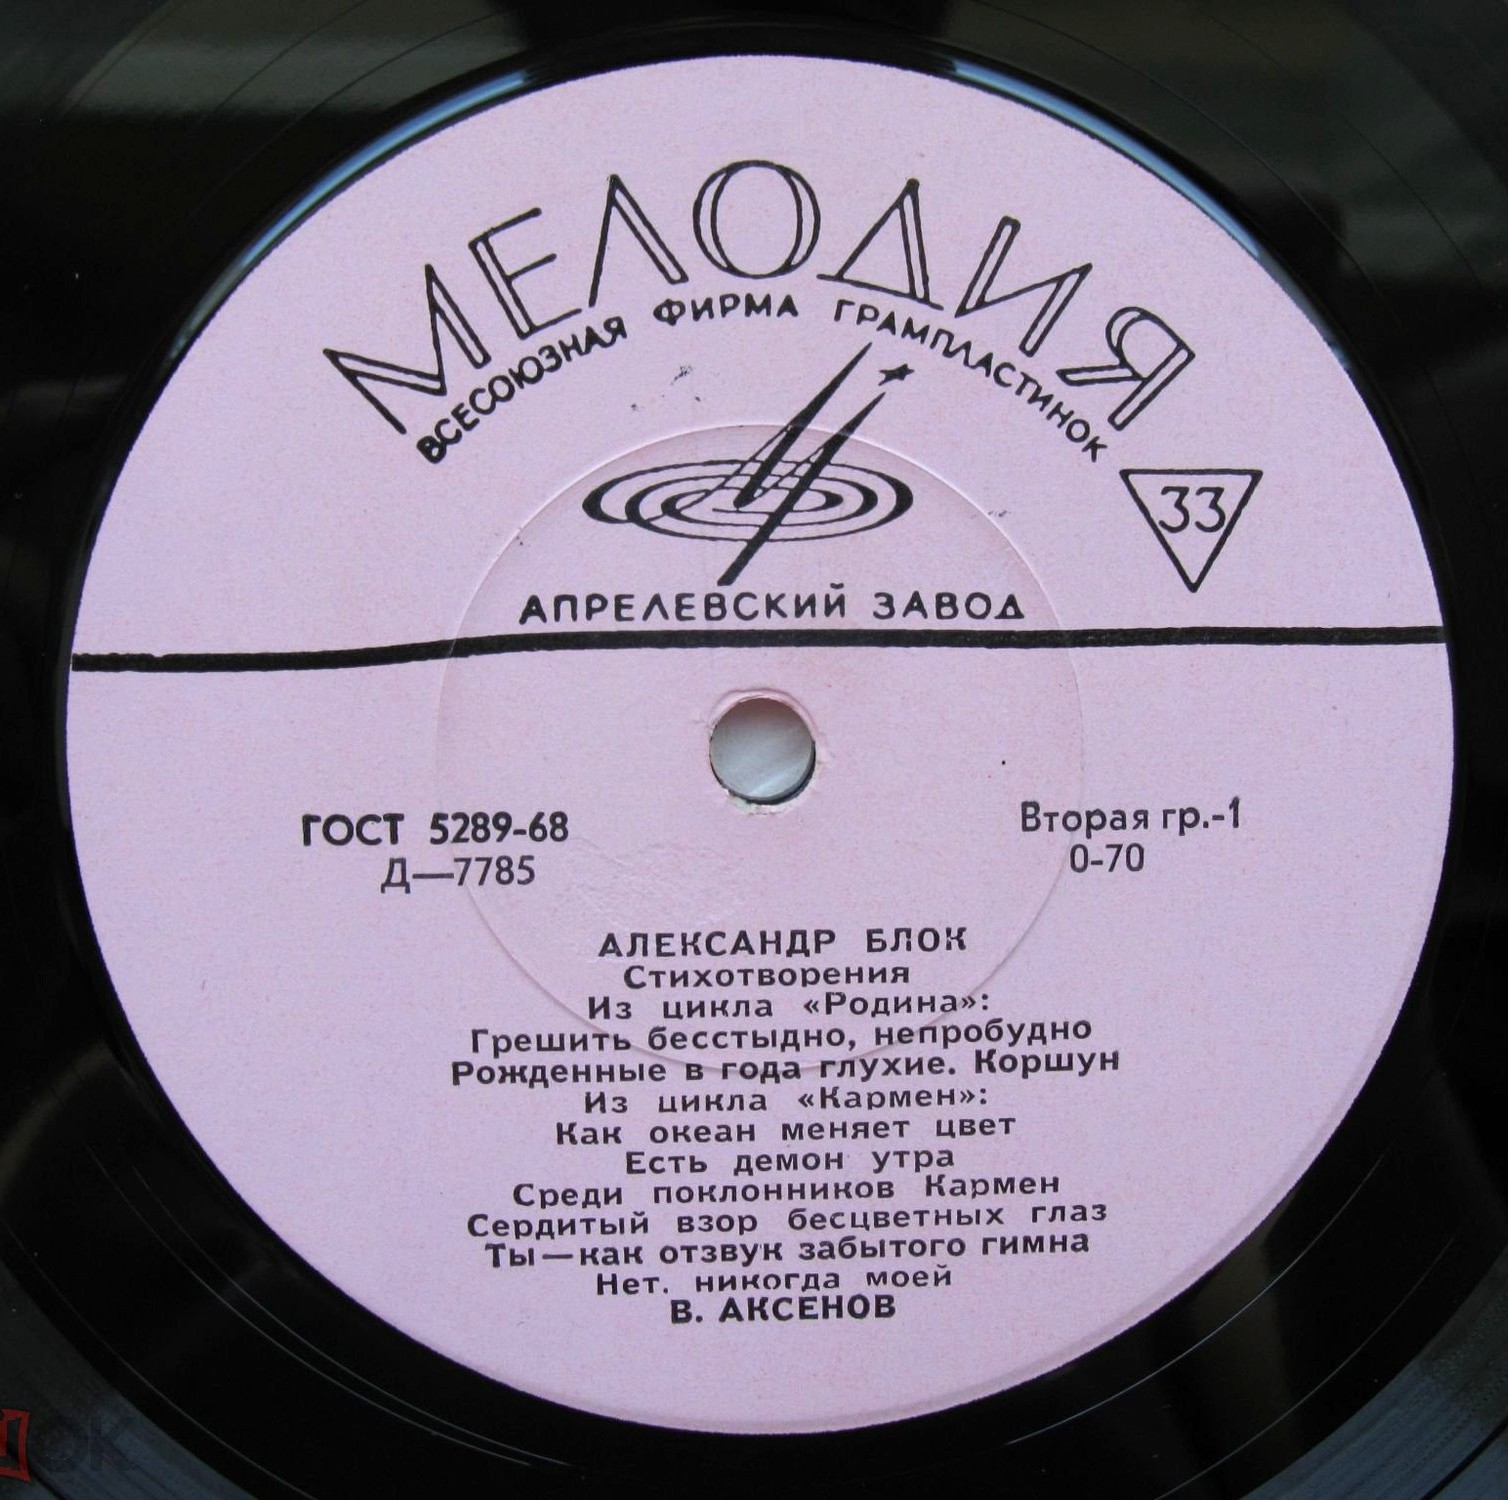 МЕЛОДИЯ
ВСЕСОЮЗНАЯ ФИРМА ГРАМПЛАСТИНОК
33
АПРЕЛЕВСКИЙ ЗАВОД
ГОСТ 5289-68
Д—7785
Вторая гр.-1
0-70
АЛЕКСАНДР БЛОК
Стихотворения
Из цикла «Родина»:
Грешить бесстыдно, непробудно
Рожденные в года глухие. Коршун
Из цикла «Кармен»:
Как океан меняет цвет
Есть демон утра
Среди поклонников Кармен
Сердитый взор бесцветных глаз
Ты—как отзвук забытого гимна
Нет. никогда моей
В. АКСЕНОВ